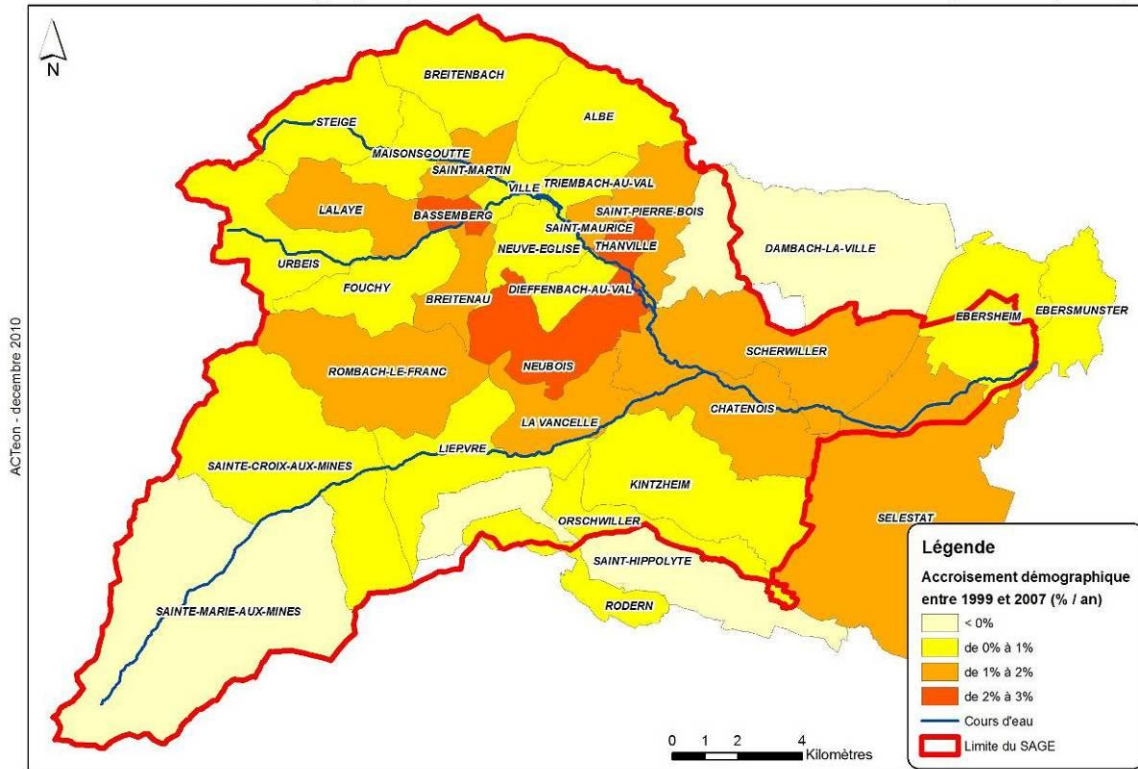 N
BREITENBACH
ALBE
STEIGE
MAISONSGOUTTE
SAINT-MARTIN
VILLE
TRIEMBACH-AU-VAL
LALAYE
BASSEMBERG
SAINT-PIERRE-BOIS
SAINT-MAURICE
NEUVE-EGLISE
THANVILLE
DAMBACH-LA-VILLE
URBEIS
FOUCHY
DIEFFENBACH-AU-VAL
BREITENAU
EBERSHEIM
EBERSMUNSTER
SCHERWILLER
ROMBACH-LE-FRANC
NEUBOIS
CHATENOIS
LA VANCELLE
LIEPVRE
SAINTE-CROIX-AUX-MINES
KINTZHEIM
SELESTAT
ORSCHWILLER
SAINT-HIPPOLYTE
RODERN
SAINTE-MARIE-AUX-MINES
ACTeon - decembre 2010
Légende
Accroisement démographique
entre 1999 et 2007 (% / an)
< 0%
de 0% à 1%
de 1% à 2%
de 2% à 3%
Cours d'eau
Limite du SAGE
0 1 2 4
Kilomètres